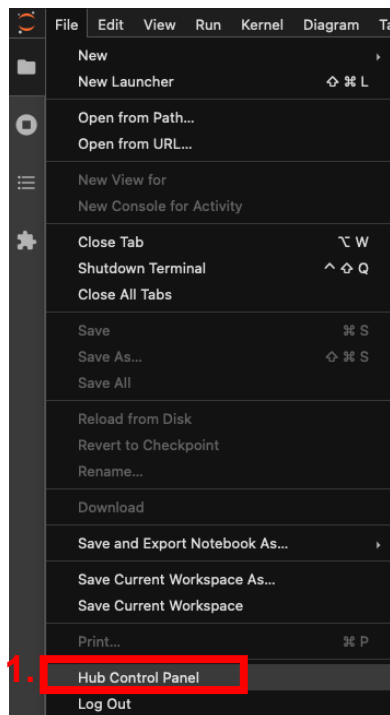 File Edit View Run Kernel Diagram Ta
New
New Launcher ⇧ ⌘ L
Open from Path...
Open from URL...
New View for
New Console for Activity
Close Tab ⌥ W
Shutdown Terminal ^ ⇧ Q
Close All Tabs
Save ⌘ S
Save As... ⇧ ⌘ S
Save All
Reload from Disk
Revert to Checkpoint
Rename...
Download
Save and Export Notebook As...
Save Current Workspace As...
Save Current Workspace
Print... ⌘ P
1. Hub Control Panel
Log Out